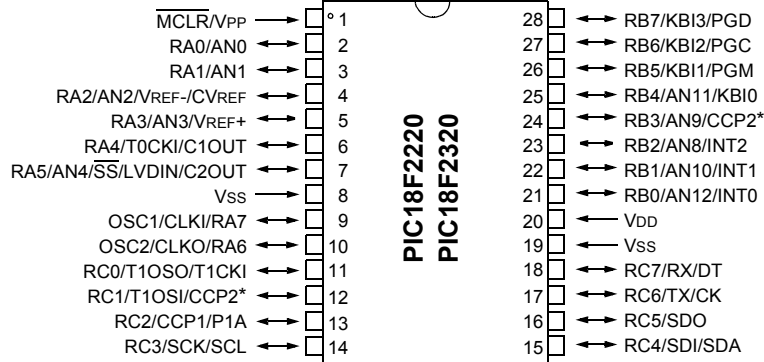 MCLR/VPP 1 28 RB7/KBI3/PGD
RA0/AN0 2 27 RB6/KBI2/PGC
RA1/AN1 3 26 RB5/KBI1/PGM
RA2/AN2/VREF-/CVREF 4 25 RB4/AN11/KBI0
RA3/AN3/VREF+ 5 24 RB3/AN9/CCP2*
RA4/T0CKI/C1OUT 6 23 RB2/AN8/INT2
RA5/AN4/SS/LVDIN/C2OUT 7 22 RB1/AN10/INT1
VSS 8 21 RB0/AN12/INT0
OSC1/CLKI/RA7 9 20 VDD
OSC2/CLKO/RA6 10 19 VSS
RC0/T1OSO/T1CKI 11 18 RC7/RX/DT
RC1/T1OSI/CCP2* 12 17 RC6/TX/CK
RC2/CCP1/P1A 13 16 RC5/SDO
RC3/SCK/SCL 14 15 RC4/SDI/SDA
PIC18F2220
PIC18F2320